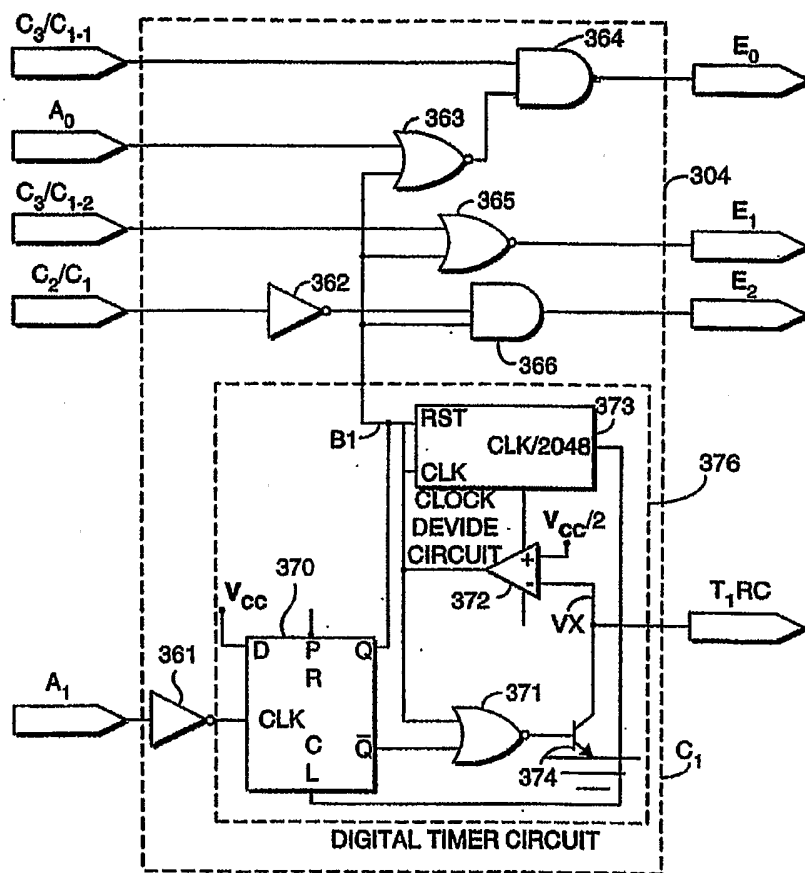 C3/C1-1
364
E0
A0
363
304
C3/C1-2
365
E1
C2/C1
362
E2
366
B1
RST
373
CLK/2048
CLK
376
CLOCK
DEVIDE
CIRCUIT
VCC/2
+
-
372
VCC
370
T1RC
VX
D
P
R
Q
A1
361
CLK
371
C
L
Q̅
374
C1
DIGITAL TIMER CIRCUIT